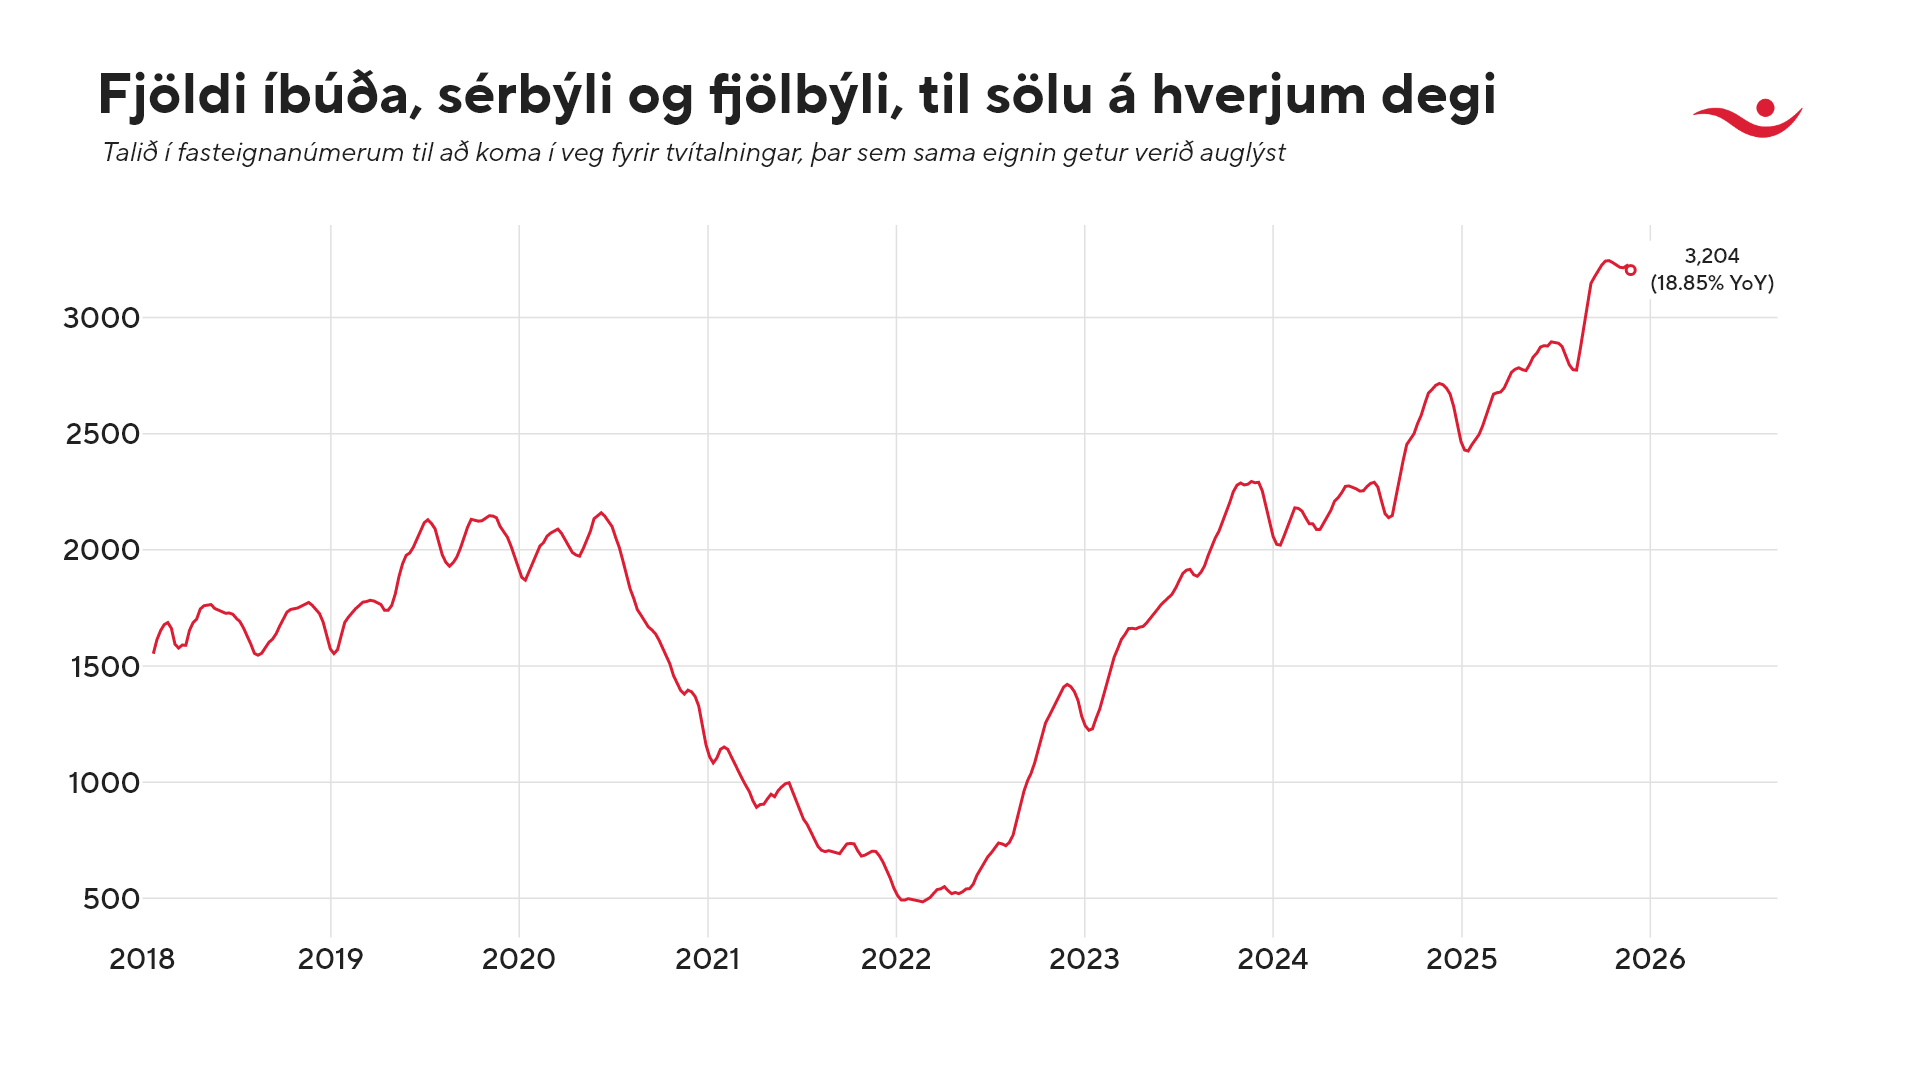 Fjöldi íbúða, sérbýli og fjölbýli, til sölu á hverjum degi
Talið í fasteignanúmerum til að koma í veg fyrir tvítalningar, þar sem sama eignin getur verið auglýst
3,204
(18.85% YoY)
3000
2500
2000
1500
1000
500
2018 2019 2020 2021 2022 2023 2024 2025 2026